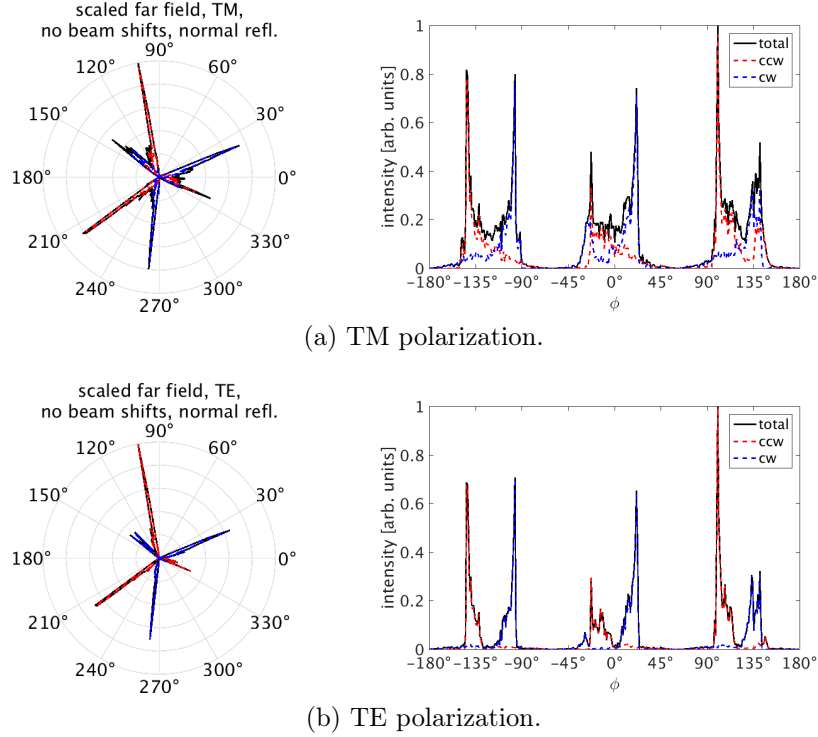 scaled far field, TM,
no beam shifts, normal refl.
90°
120°
60°
150°
30°
180°
0°
210°
330°
240°
300°
270°
1
0.8
0.6
0.4
0.2
0
intensity [arb. units]
total
ccw
cw
−180° −135° −90° −45° 0 45° 90° 135° 180°
ϕ
(a) TM polarization.
scaled far field, TE,
no beam shifts, normal refl.
90°
120°
60°
150°
30°
180°
0°
210°
330°
240°
300°
270°
1
0.8
0.6
0.4
0.2
0
intensity [arb. units]
total
ccw
cw
−180° −135° −90° −45° 0 45° 90° 135° 180°
ϕ
(b) TE polarization.